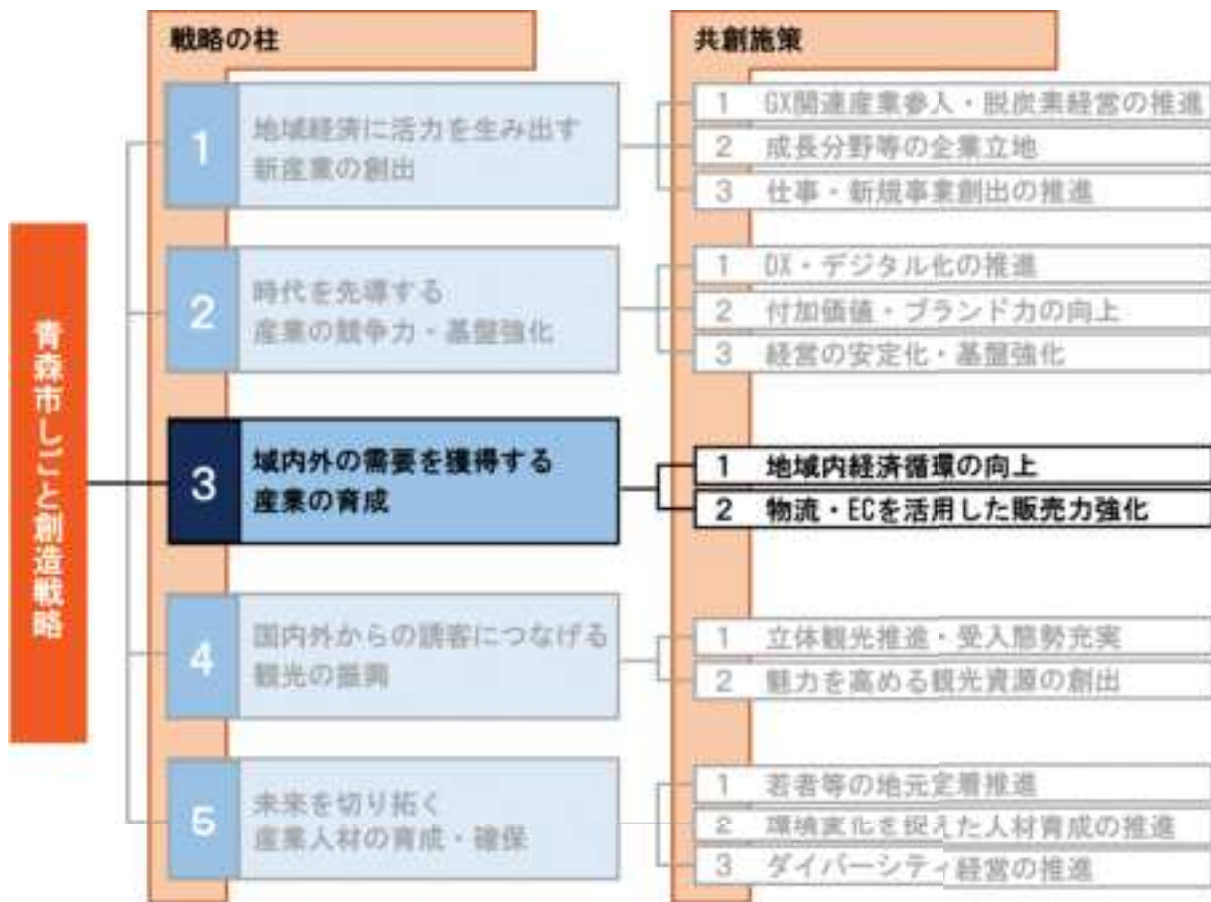 青森市しごと創造戦略
戦略の柱
1
地域経済に活力を生み出す
新産業の創出
2
時代を先導する
産業の競争力・基盤強化
3
域内外の需要を獲得する
産業の育成
4
国内外からの誘客につなげる
観光の振興
5
未来を切り拓く
産業人材の育成・確保
共創施策
1 GX関連産業参入・脱炭素経営の推進
2 成長分野等の企業立地
3 仕事・新規事業創出の推進
1 DX・デジタル化の推進
2 付加価値・ブランド力の向上
3 経営の安定化・基盤強化
1 地域内経済循環の向上
2 物流・ECを活用した販売力強化
1 立体観光推進・受入態勢充実
2 魅力を高める観光資源の創出
1 若者等の地元定着推進
2 環境変化を捉えた人材育成の推進
3 ダイバーシティ経営の推進